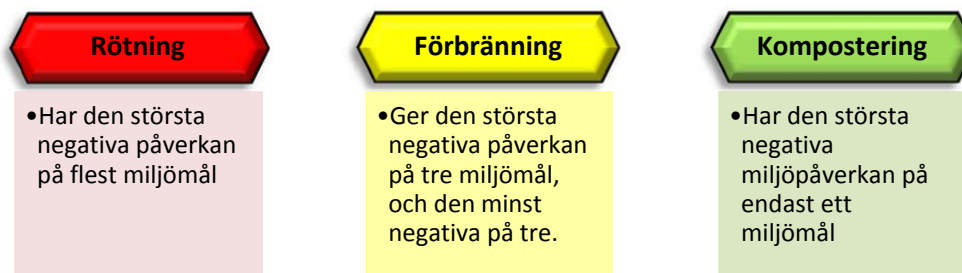 Rötning
•Har den största
negativa påverkan
på flest miljömål
Förbränning
•Ger den största
negativa påverkan
på tre miljömål,
och den minst
negativa på tre.
Kompostering
•Har den största
negativa
miljöpåverkan på
endast ett
miljömål